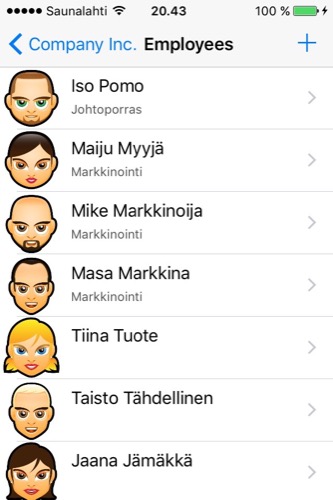 Saunalahti 20.43 100 %
Company Inc. Employees +
Iso Pomo
Johtoporras
Maiju Myyjä
Markkinointi
Mike Markkinoija
Markkinointi
Masa Markkina
Markkinointi
Tiina Tuote
Taisto Tähdellinen
Jaana Jämäkkä